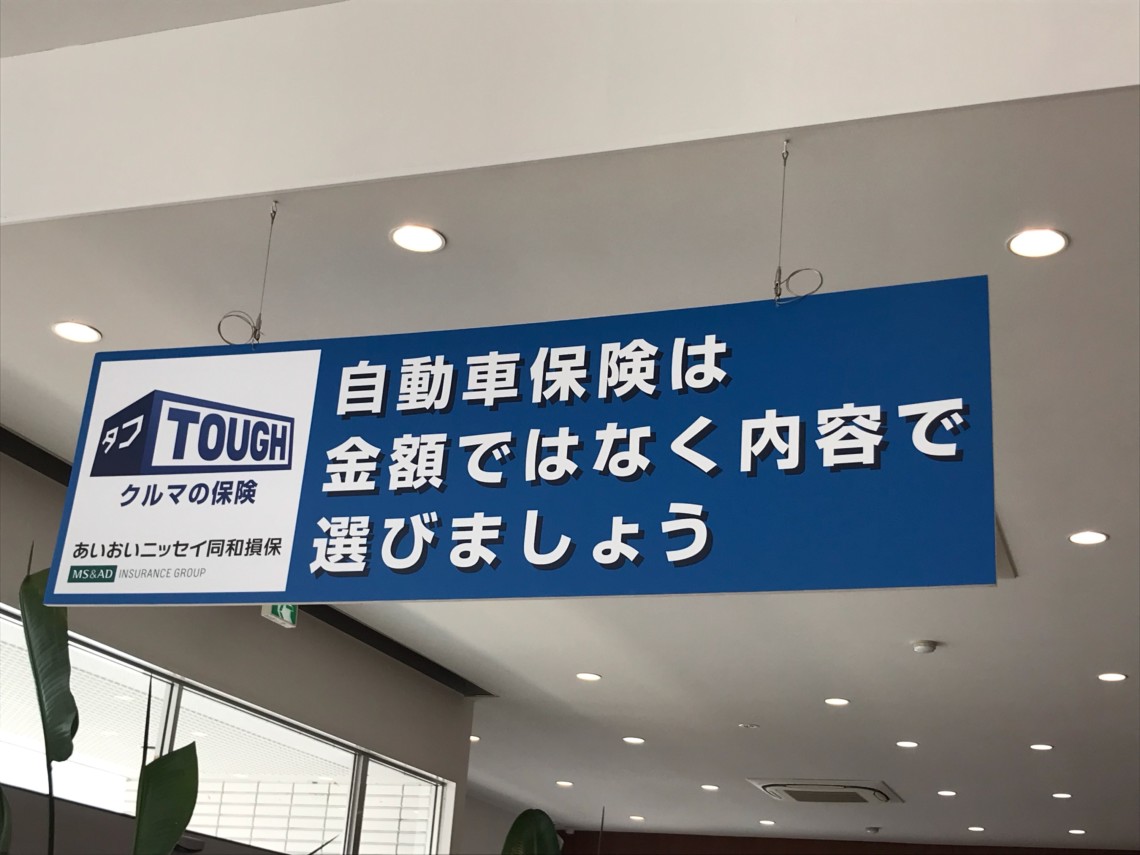 タフ TOUGH
クルマの保険
あいおいニッセイ同和損保
MS&AD INSURANCE GROUP
自動車保険は
金額ではなく内容で
選びましょう